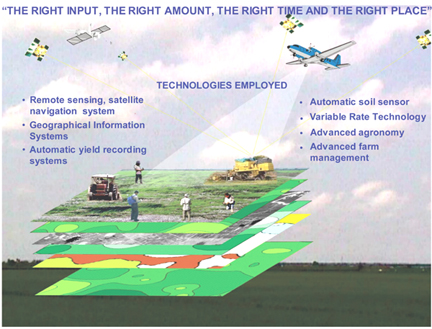 “THE RIGHT INPUT, THE RIGHT AMOUNT, THE RIGHT TIME AND THE RIGHT PLACE”
TECHNOLOGIES EMPLOYED
• Remote sensing, satellite
navigation system
• Geographical Information
Systems
• Automatic yield recording
systems
• Automatic soil sensor
• Variable Rate Technology
• Advanced agronomy
• Advanced farm
management